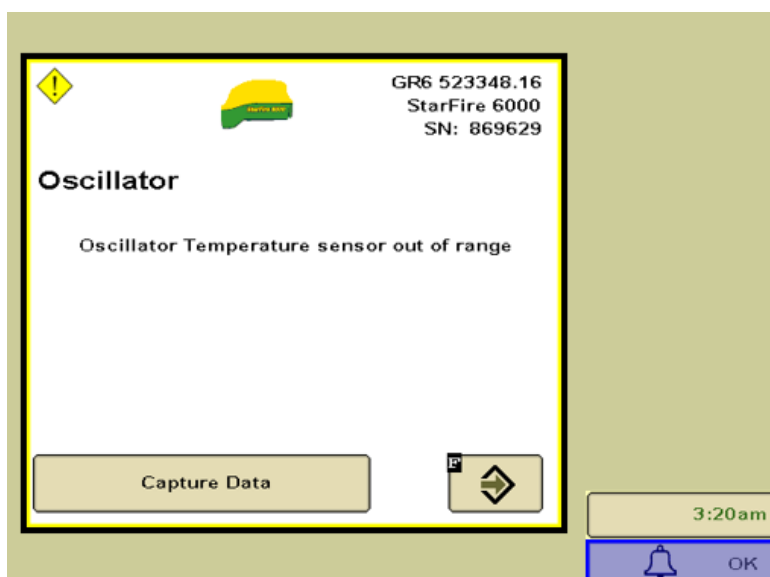 GR6 523348.16
StarFire 6000
SN: 869629
Oscillator
Oscillator Temperature sensor out of range
F
Capture Data
3:20am
OK